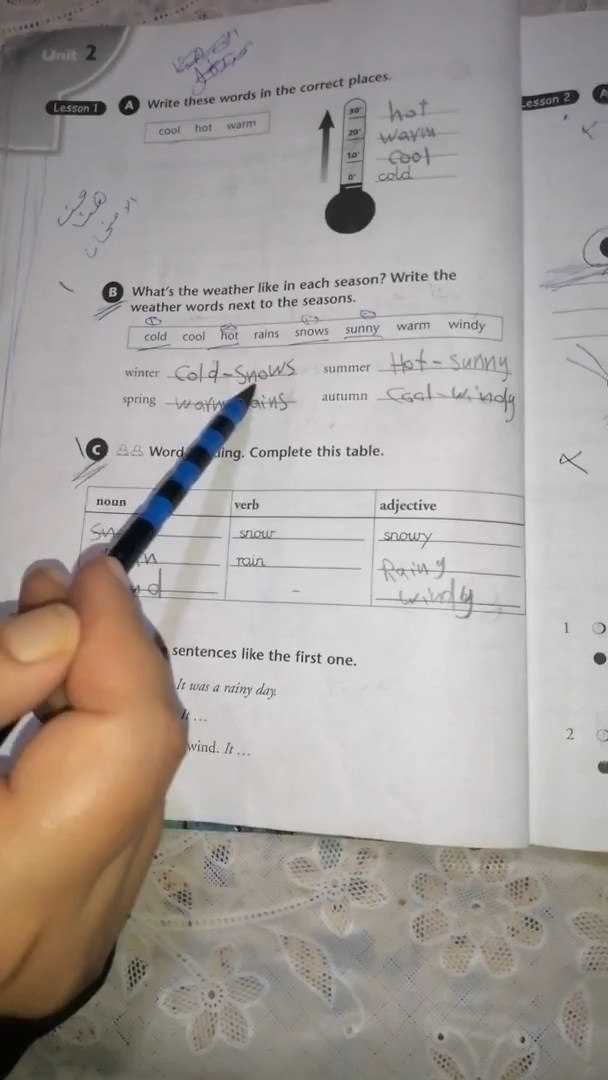 Unit 2
Lesson 1 A Write these words in the correct places.
cool hot warm
30° hot
20° warm
10° cool
0° cold
B What's the weather like in each season? Write the
weather words next to the seasons.
cold cool hot rains snows sunny warm windy
winter Cold-Snows summer Hot-Sunny
spring autumn Cool-windy
C Word Complete this table.
noun verb adjective
snow snowy
rain Rainy
- windy
sentences like the first one.
It was a rainy day.
It ...
wind. It ...
Lesson 2 A
1
2